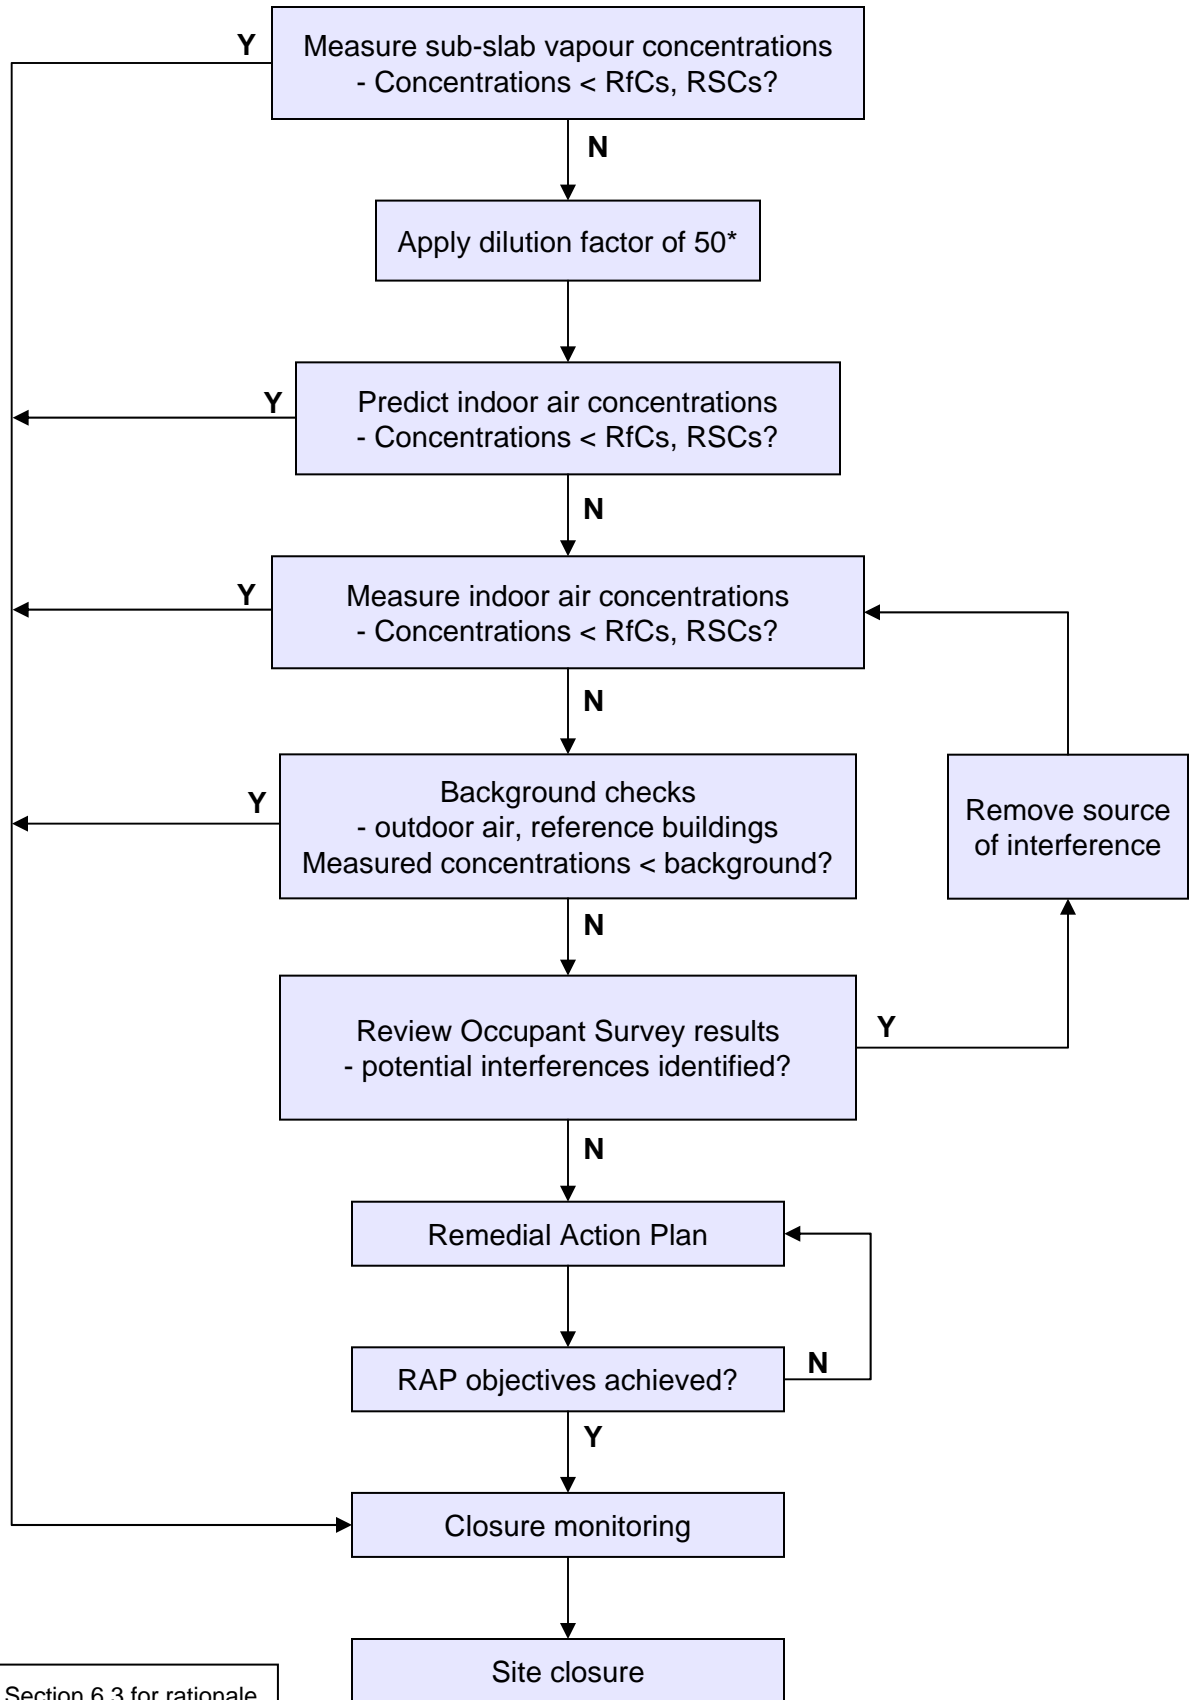 Y
Measure sub-slab vapour concentrations
- Concentrations < RfCs, RSCs?
N
Apply dilution factor of 50*
Y
Predict indoor air concentrations
- Concentrations < RfCs, RSCs?
N
Y
Measure indoor air concentrations
- Concentrations < RfCs, RSCs?
N
Y
Background checks
- outdoor air, reference buildings
Measured concentrations < background?
Remove source
of interference
N
Review Occupant Survey results
- potential interferences identified?
Y
N
Remedial Action Plan
RAP objectives achieved?
N
Y
Closure monitoring
Site closure
Section 6.3 for rationale